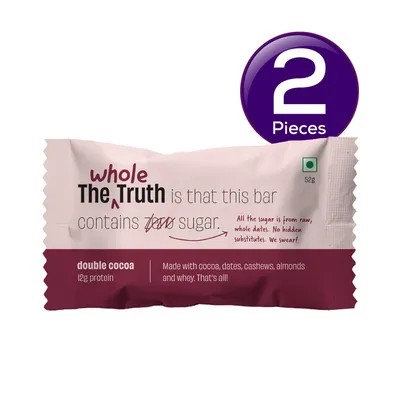 2
Pieces
whole
The Truth is that this bar
contains zero sugar.
52g
All the sugar is from raw,
whole dates. No hidden
substitutes. We swear!
double cocoa
12g protein
Made with cocoa, dates, cashews, almonds
and whey. That's all!